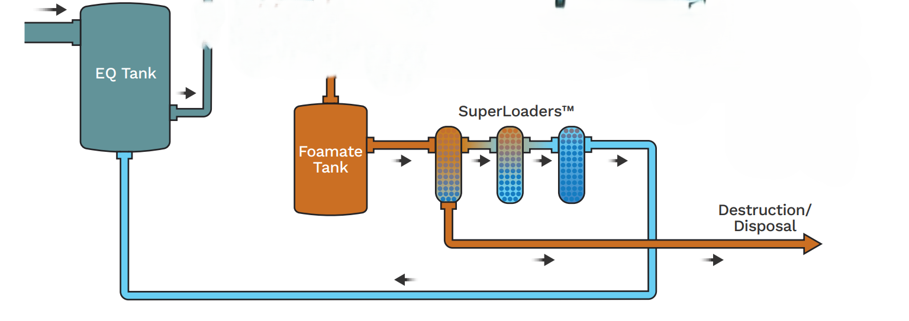 EQ Tank
SuperLoaders™
Foamate
Tank
Destruction/
Disposal